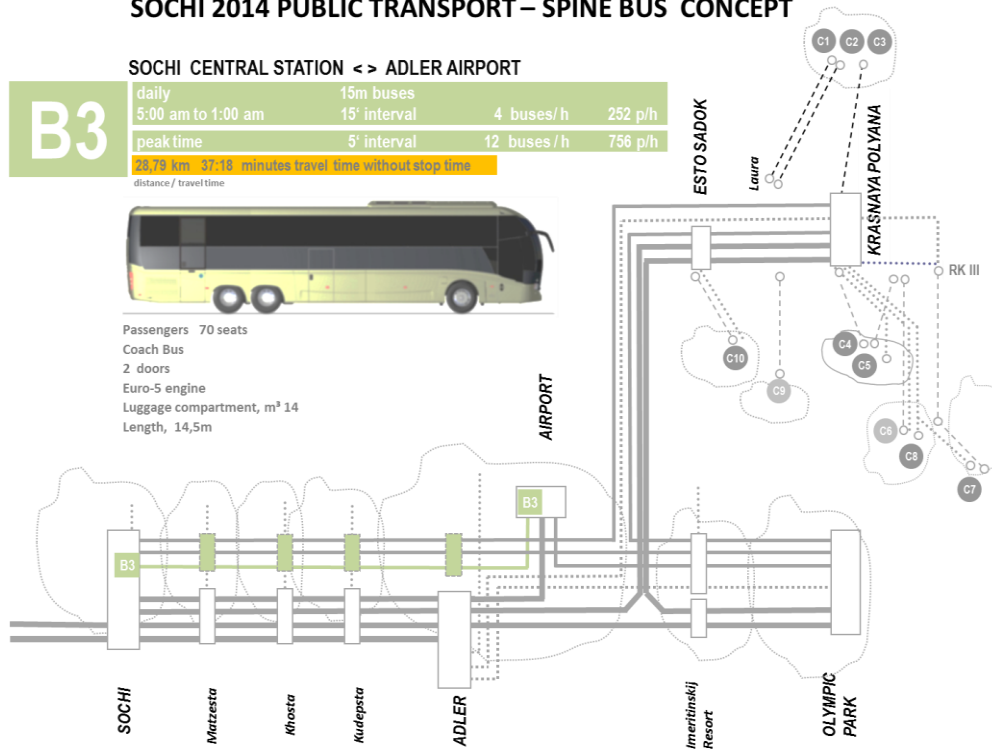 SOCHI 2014 PUBLIC TRANSPORT – SPINE BUS CONCEPT
SOCHI CENTRAL STATION < > ADLER AIRPORT
B3
daily 15m buses
5:00 am to 1:00 am 15‘ interval 4 buses/ h 252 p/h
peak time 5‘ interval 12 buses / h 756 p/h
28,79 km 37:18 minutes travel time without stop time
distance / travel time
Passengers 70 seats
Coach Bus
2 doors
Euro-5 engine
Luggage compartment, m³ 14
Length, 14,5m
C1 C2 C3
ESTO SADOK
Laura
KRASNAYA POLYANA
RK III
C4
C5
C10
C9
C6
C8
C7
AIRPORT
B3
B3
SOCHI
Matzesta
Khosta
Kudepsta
ADLER
Imeritinskij
Resort
OLYMPIC
PARK